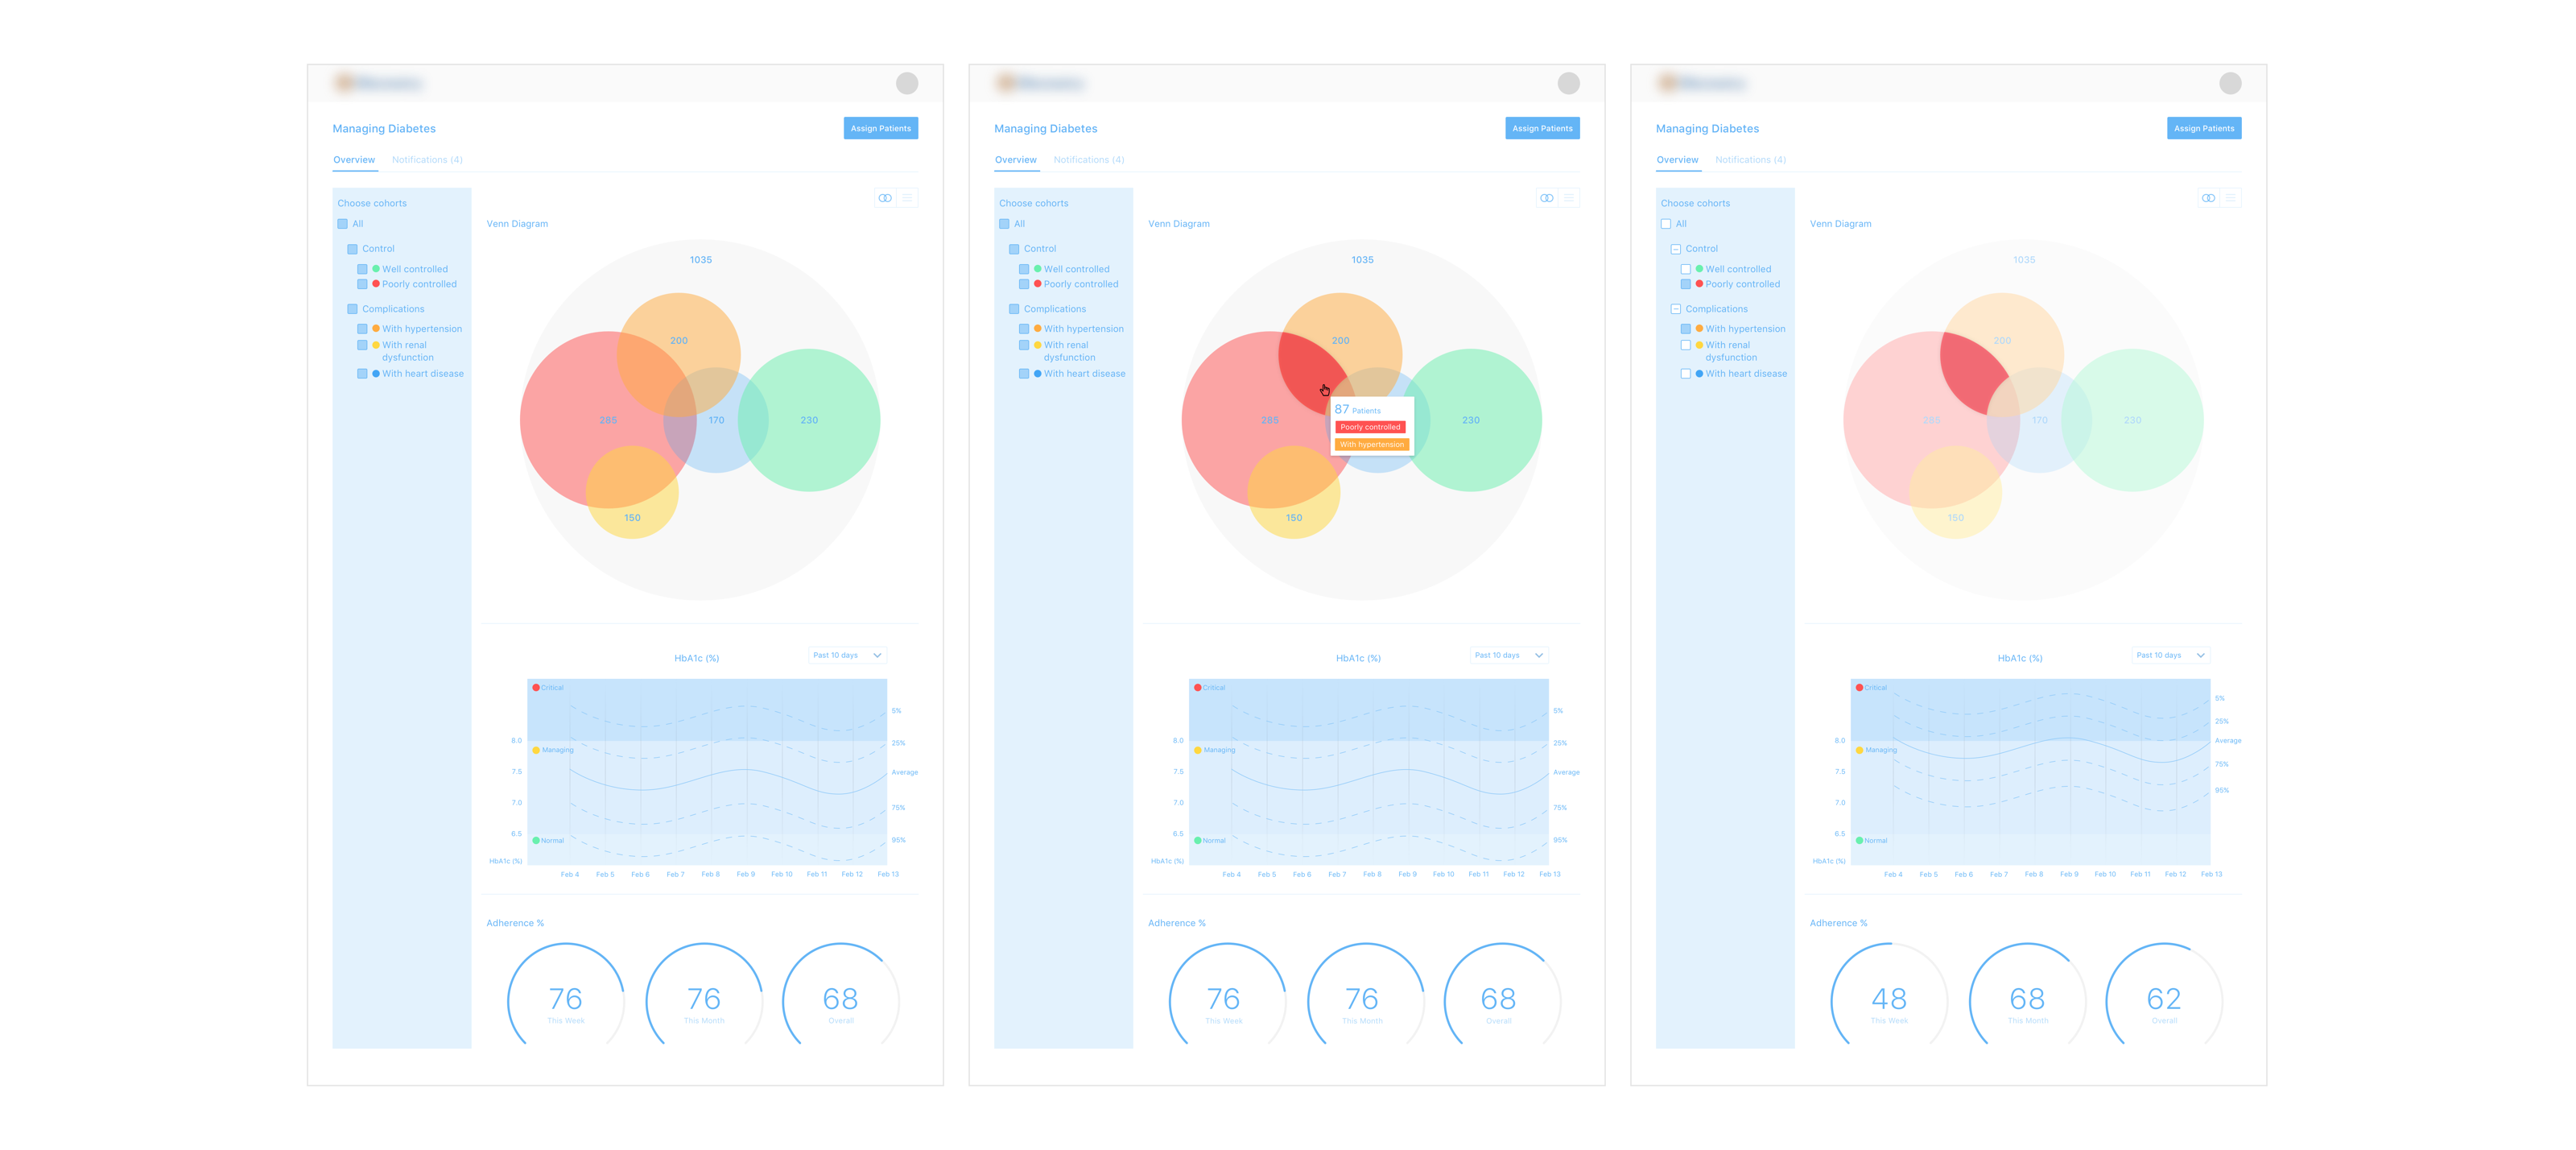 Managing Diabetes
Assign Patients
Overview
Notifications (4)
Choose cohorts
All
Control
Well controlled
Poorly controlled
Complications
With hypertension
With renal
dysfunction
With heart disease
Venn Diagram
1035
200
285
170
230
150
HbA1c (%)
Past 10 days
Critical
Managing
Normal
8.0
7.5
7.0
6.5
HbA1c (%)
5%
25%
Average
75%
95%
Feb 4 Feb 5 Feb 6 Feb 7 Feb 8 Feb 9 Feb 10 Feb 11 Feb 12 Feb 13
Adherence %
76
This Week
76
This Month
68
Overall
Managing Diabetes
Assign Patients
Overview
Notifications (4)
Choose cohorts
All
Control
Well controlled
Poorly controlled
Complications
With hypertension
With renal
dysfunction
With heart disease
Venn Diagram
1035
200
285
230
150
87 Patients
Poorly controlled
With hypertension
HbA1c (%)
Past 10 days
Critical
Managing
Normal
8.0
7.5
7.0
6.5
HbA1c (%)
5%
25%
Average
75%
95%
Feb 4 Feb 5 Feb 6 Feb 7 Feb 8 Feb 9 Feb 10 Feb 11 Feb 12 Feb 13
Adherence %
76
This Week
76
This Month
68
Overall
Managing Diabetes
Assign Patients
Overview
Notifications (4)
Choose cohorts
All
Control
Well controlled
Poorly controlled
Complications
With hypertension
With renal
dysfunction
With heart disease
Venn Diagram
1035
200
285
170
230
150
HbA1c (%)
Past 10 days
Critical
Managing
Normal
8.0
7.5
7.0
6.5
HbA1c (%)
5%
25%
Average
75%
95%
Feb 4 Feb 5 Feb 6 Feb 7 Feb 8 Feb 9 Feb 10 Feb 11 Feb 12 Feb 13
Adherence %
48
This Week
68
This Month
62
Overall